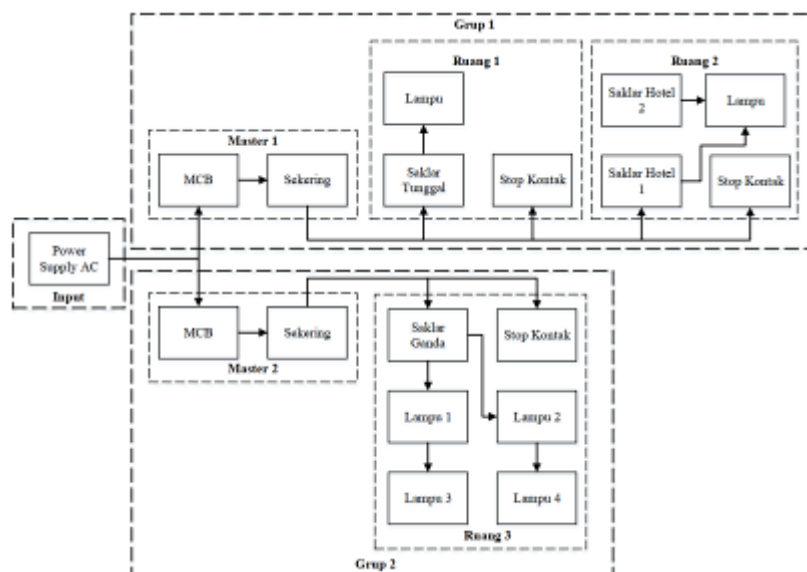 Grup 1
Ruang 1
Ruang 2
Lampu
Saklar Hotel
2
Lampu
Master 1
MCB
Sekering
Saklar
Tunggal
Stop Kontak
Saklar Hotel
1
Stop Kontak
Power
Supply AC
Input
MCB
Sekering
Master 2
Saklar
Ganda
Stop Kontak
Lampu 1
Lampu 2
Lampu 3
Lampu 4
Ruang 3
Grup 2